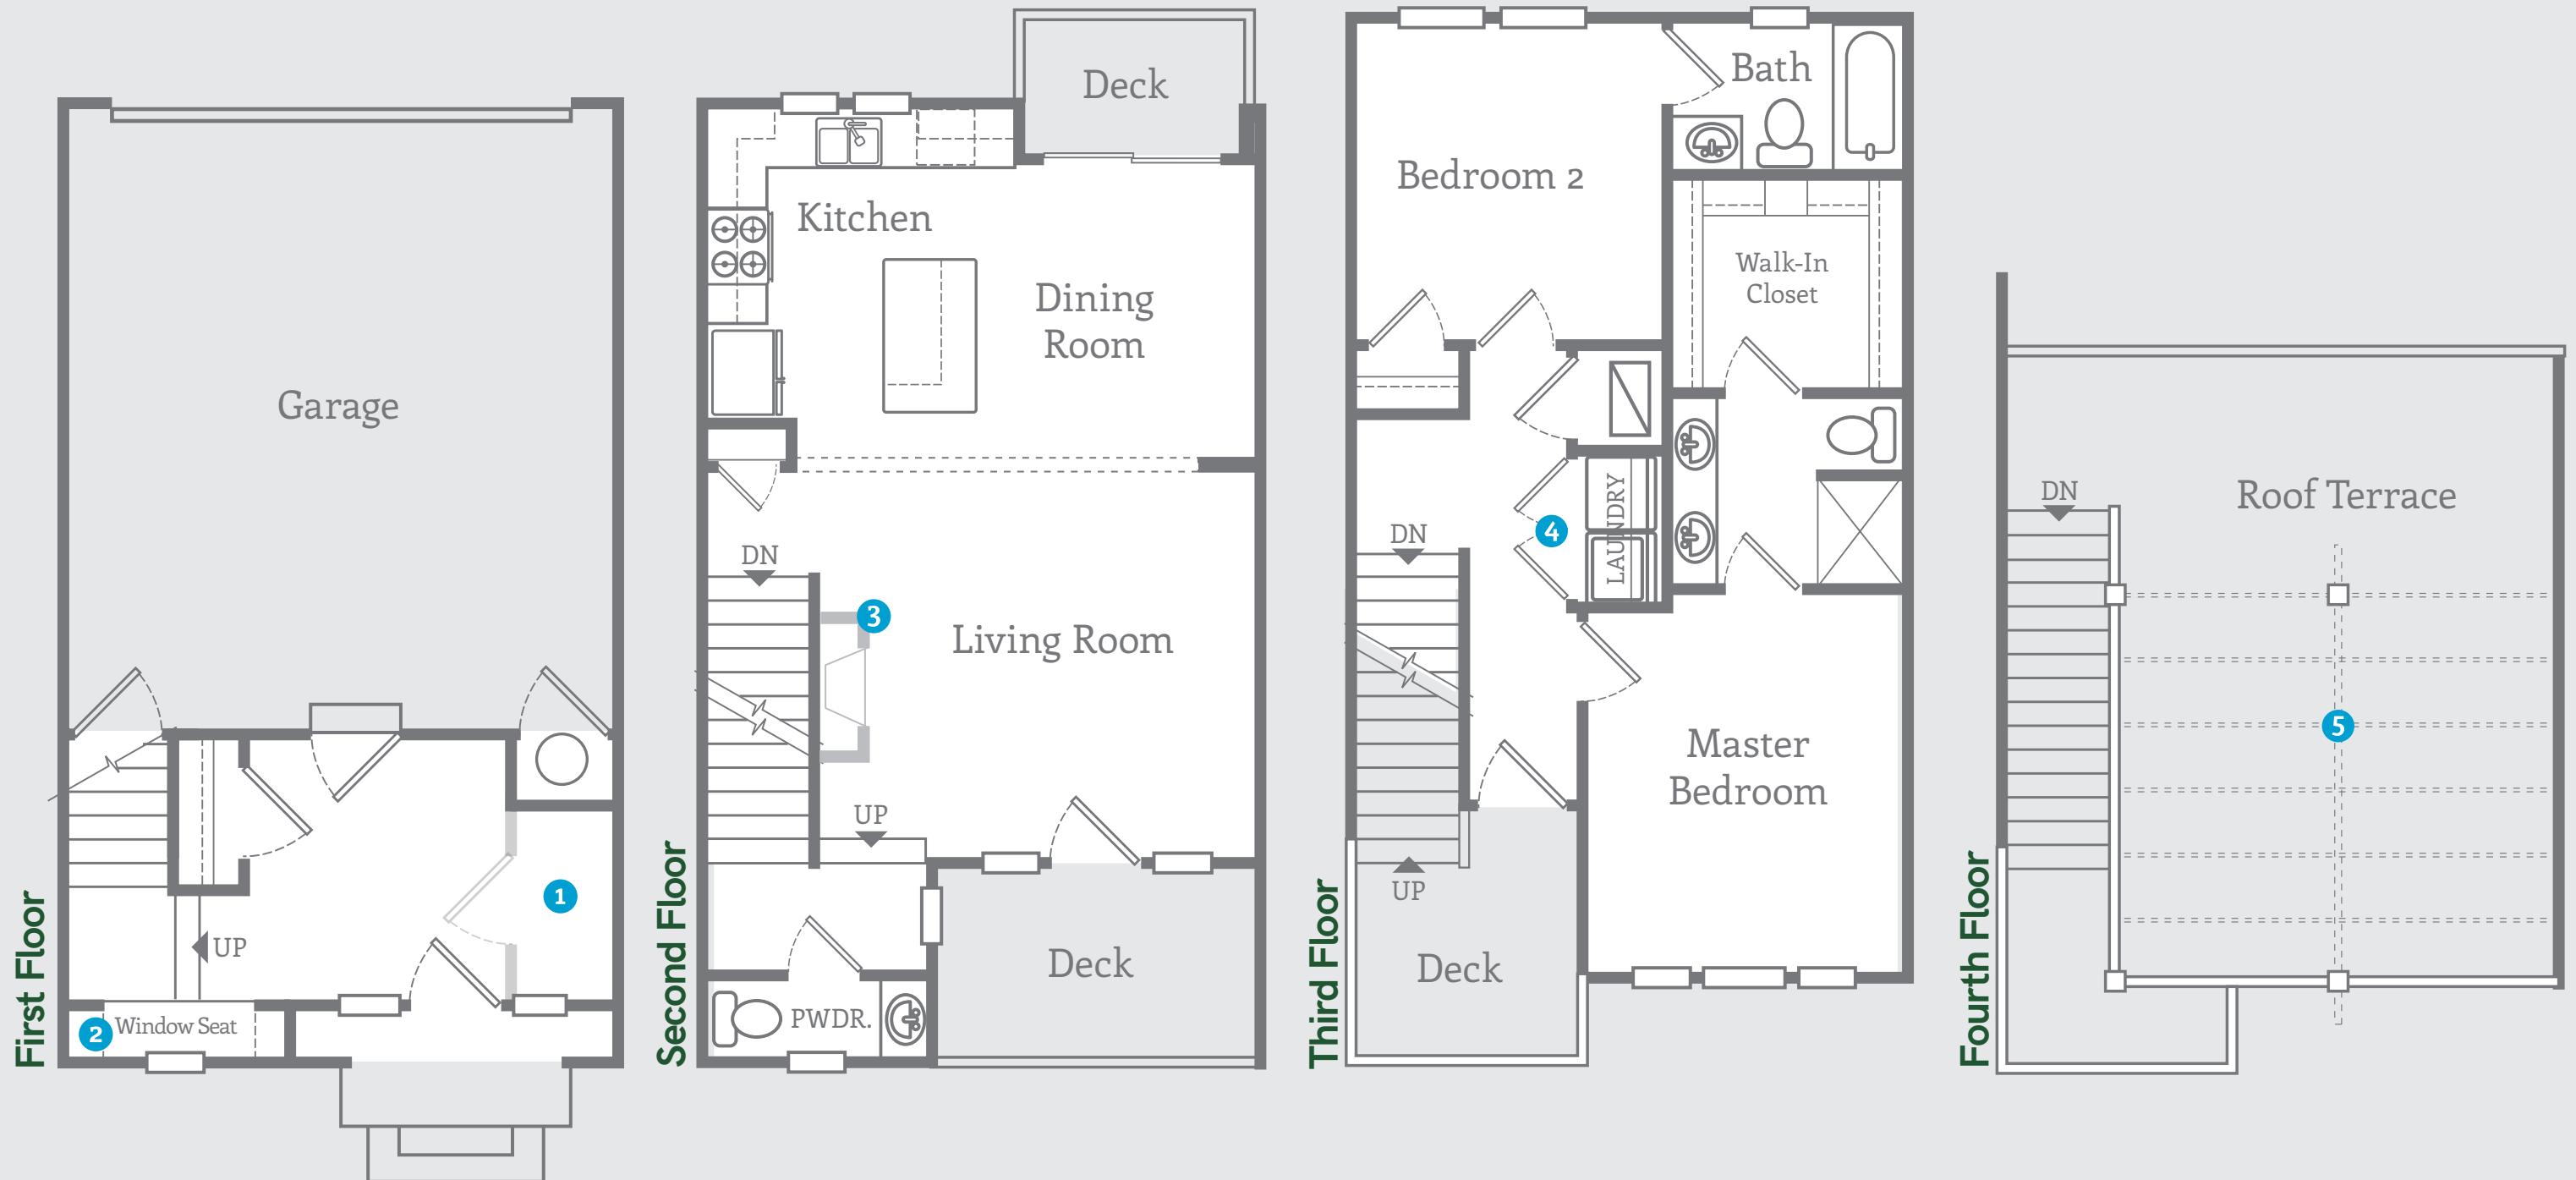 First Floor
Garage
UP
1
2
Window Seat
Second Floor
Deck
Kitchen
Dining
Room
DN
3
Living Room
UP
Deck
PWDR.
Third Floor
Bath
Bedroom 2
Walk-In
Closet
DN
4
LAUNDRY
Master
Bedroom
UP
Deck
Fourth Floor
DN
Roof Terrace
5